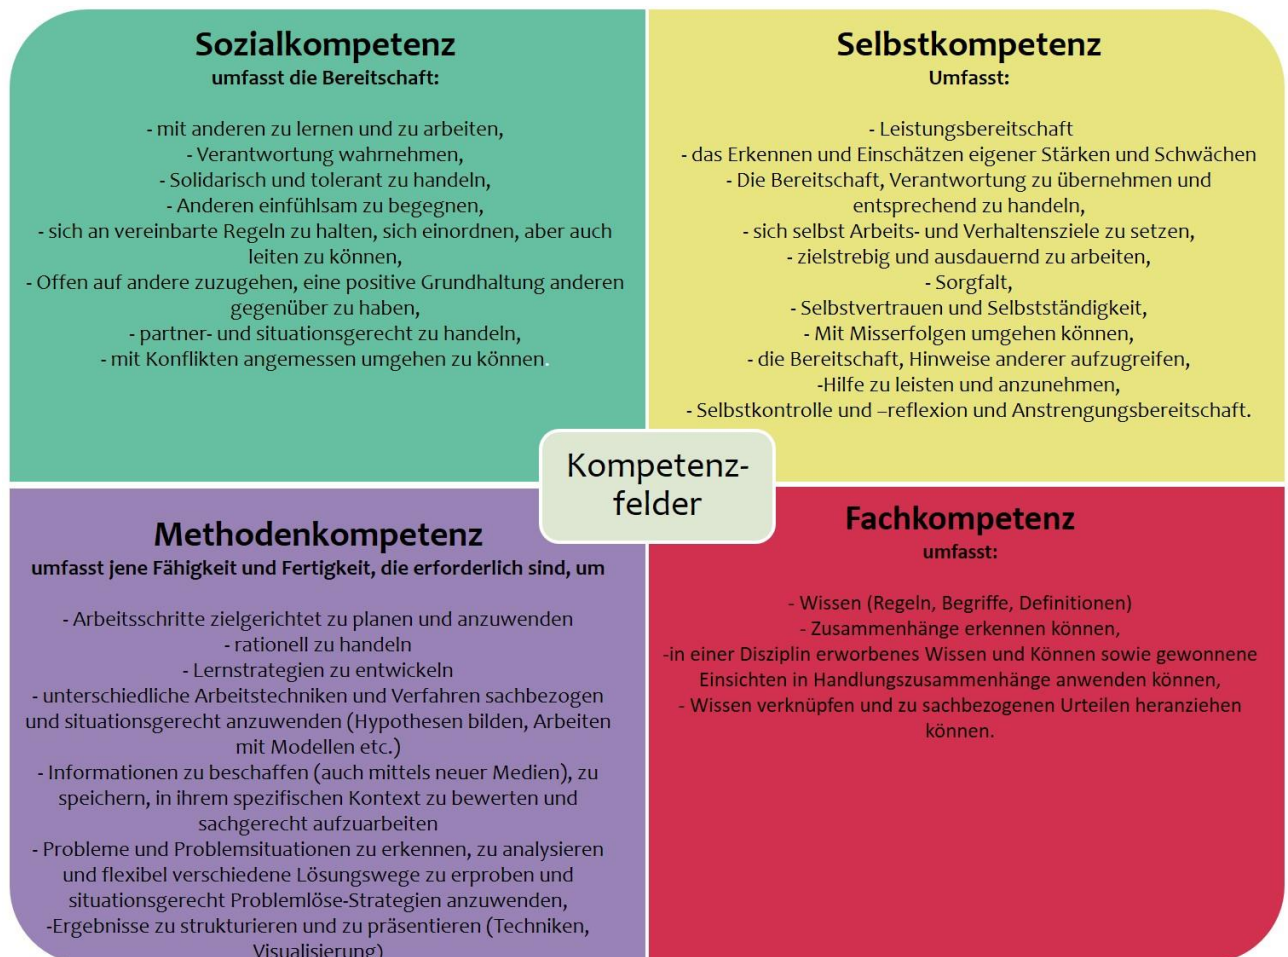 Sozialkompetenz
umfasst die Bereitschaft:
- mit anderen zu lernen und zu arbeiten,
- Verantwortung wahrnehmen,
- Solidarisch und tolerant zu handeln,
- Anderen einfühlsam zu begegnen,
- sich an vereinbarte Regeln zu halten, sich einordnen, aber auch
leiten zu können,
- Offen auf andere zuzugehen, eine positive Grundhaltung anderen
gegenüber zu haben,
- partner- und situationsgerecht zu handeln,
- mit Konflikten angemessen umgehen zu können.
Selbstkompetenz
Umfasst:
- Leistungsbereitschaft
- das Erkennen und Einschätzen eigener Stärken und Schwächen
- Die Bereitschaft, Verantwortung zu übernehmen und
entsprechend zu handeln,
- sich selbst Arbeits- und Verhaltensziele zu setzen,
- zielstrebig und ausdauernd zu arbeiten,
- Sorgfalt,
- Selbstvertrauen und Selbstständigkeit,
- Mit Misserfolgen umgehen können,
- die Bereitschaft, Hinweise anderer aufzugreifen,
-Hilfe zu leisten und anzunehmen,
- Selbstkontrolle und –reflexion und Anstrengungsbereitschaft.
Kompetenz-
felder
Methodenkompetenz
umfasst jene Fähigkeit und Fertigkeit, die erforderlich sind, um
- Arbeitsschritte zielgerichtet zu planen und anzuwenden
- rationell zu handeln
- Lernstrategien zu entwickeln
- unterschiedliche Arbeitstechniken und Verfahren sachbezogen
und situationsgerecht anzuwenden (Hypothesen bilden, Arbeiten
mit Modellen etc.)
- Informationen zu beschaffen (auch mittels neuer Medien), zu
speichern, in ihrem spezifischen Kontext zu bewerten und
sachgerecht aufzuarbeiten
- Probleme und Problemsituationen zu erkennen, zu analysieren
und flexibel verschiedene Lösungswege zu erproben und
situationsgerecht Problemlöse-Strategien anzuwenden,
-Ergebnisse zu strukturieren und zu präsentieren (Techniken,
Visualisierung)
Fachkompetenz
umfasst:
- Wissen (Regeln, Begriffe, Definitionen)
- Zusammenhänge erkennen können,
-in einer Disziplin erworbenes Wissen und Können sowie gewonnene
Einsichten in Handlungszusammenhänge anwenden können,
- Wissen verknüpfen und zu sachbezogenen Urteilen heranziehen
können.